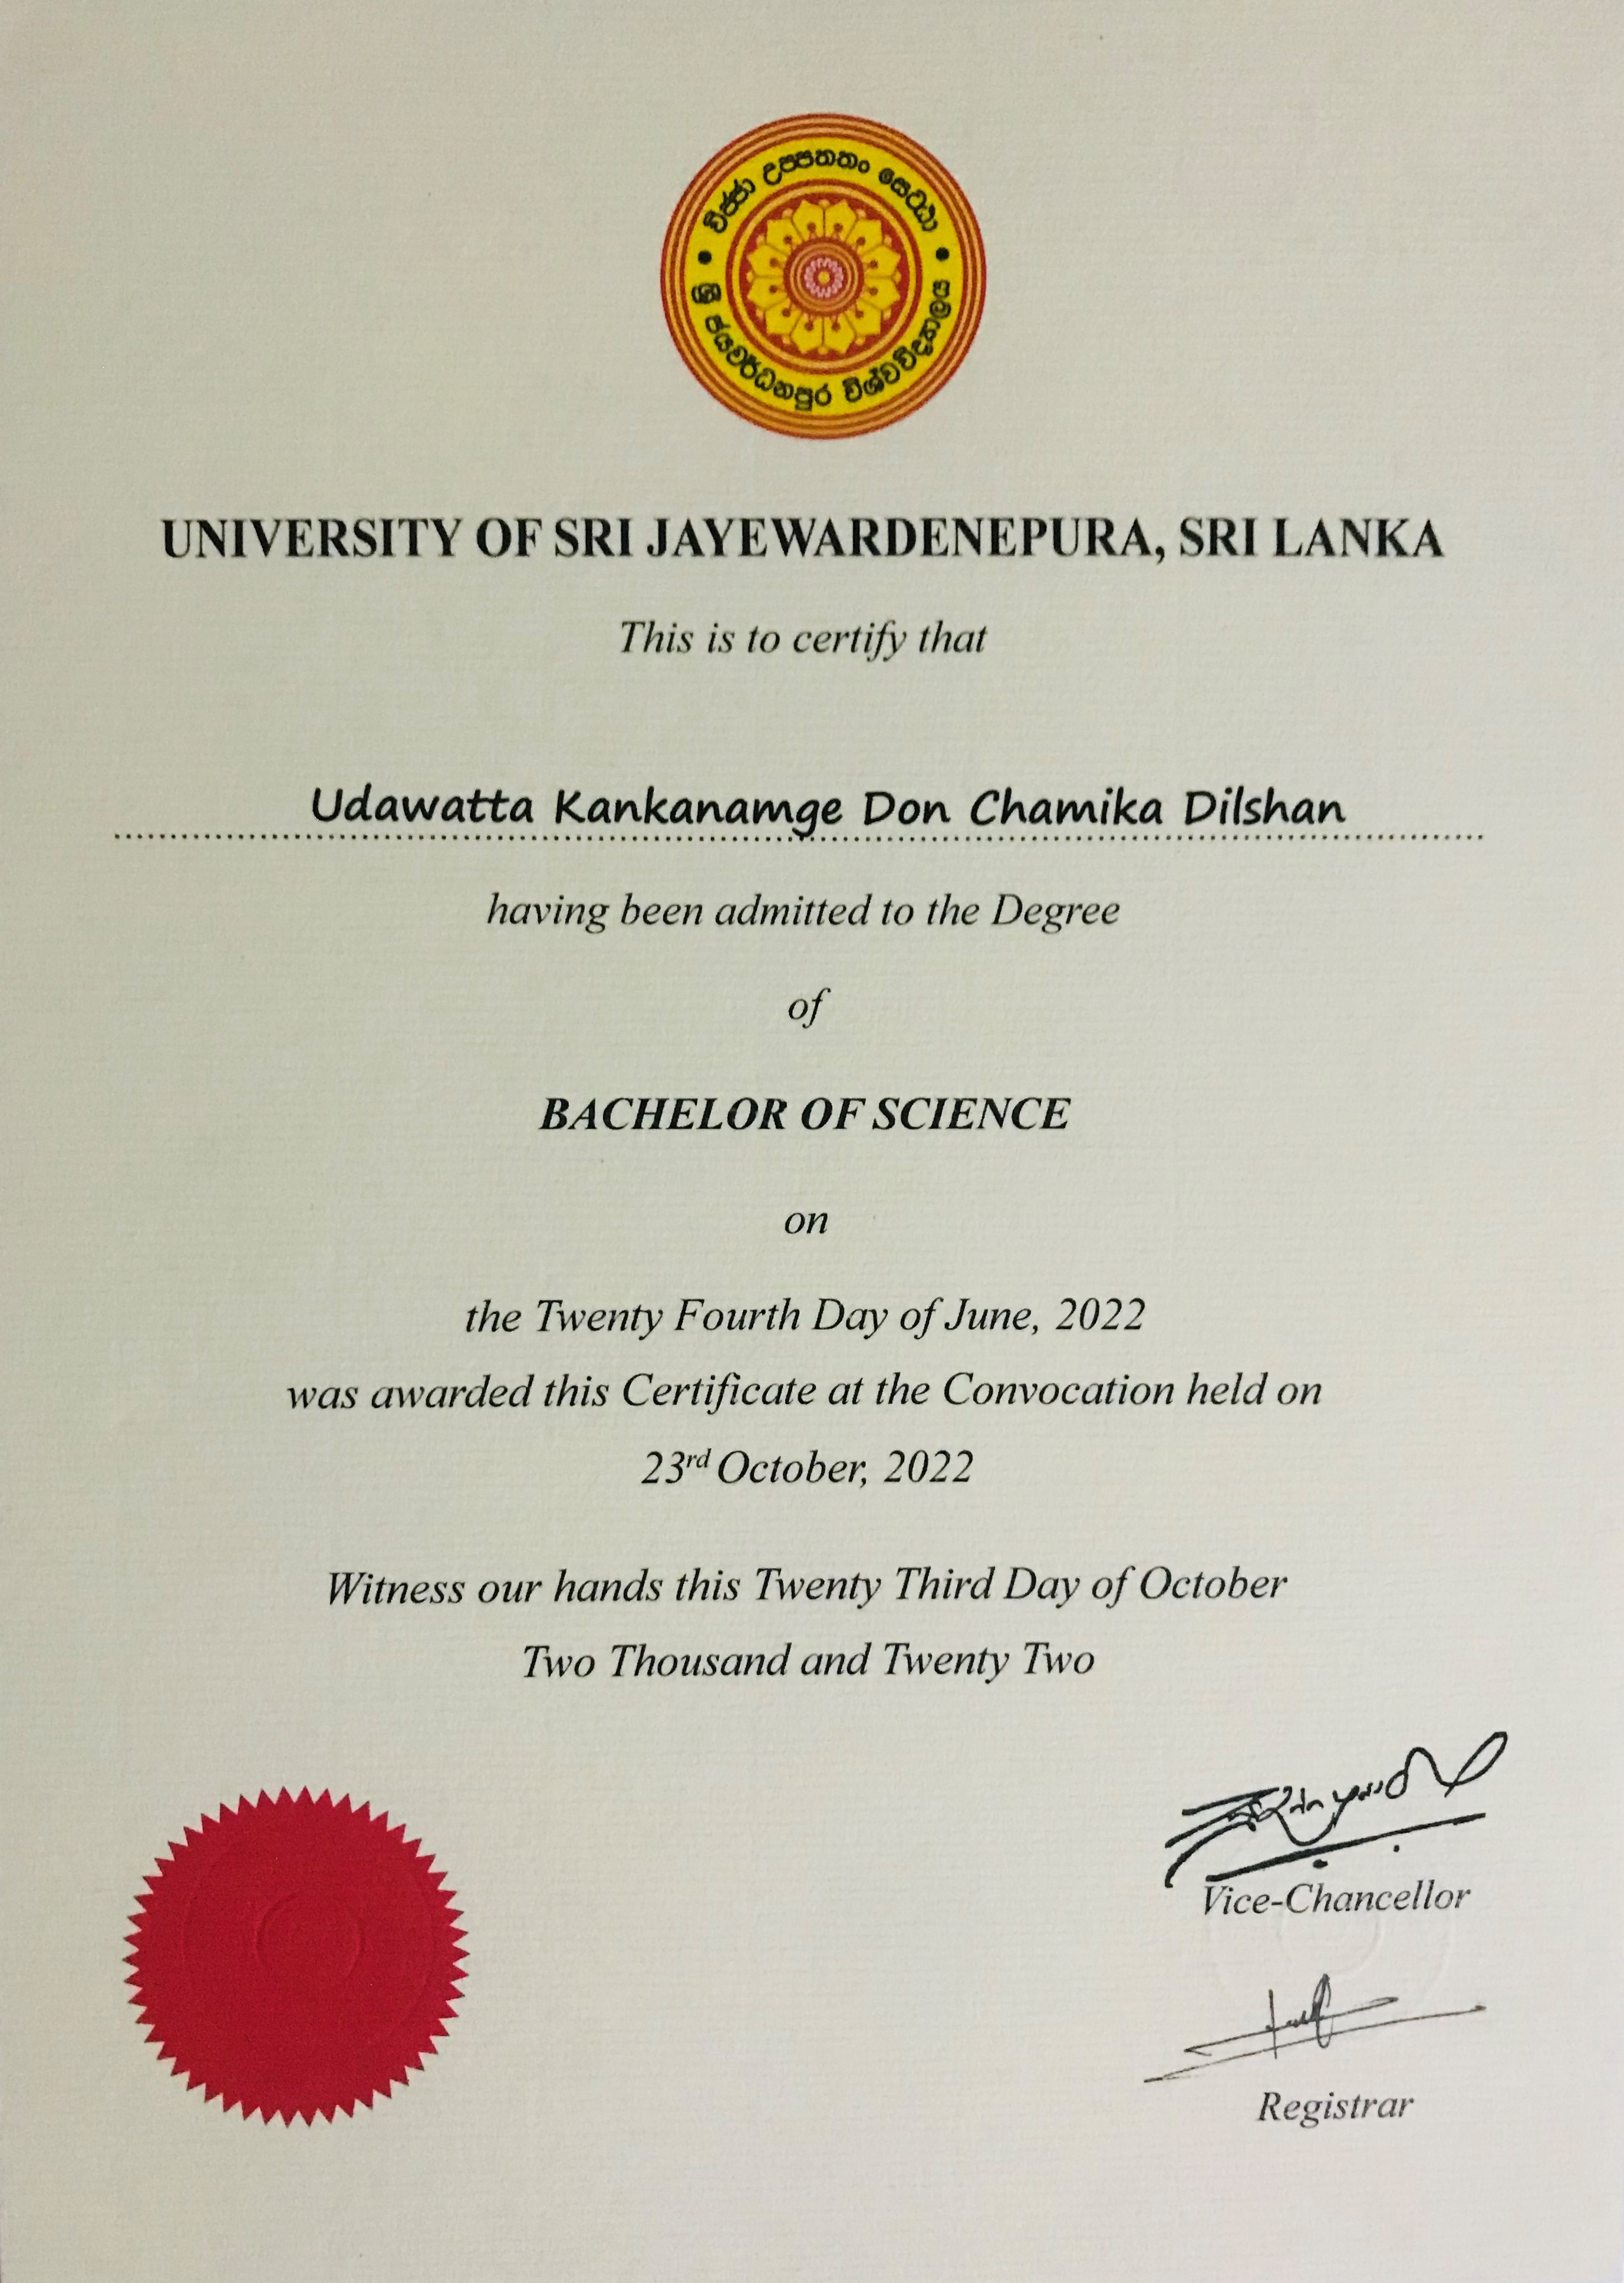 විජ්ජා උප්පතතං සෙට්ඨා
ශ්‍රී ජයවර්ධනපුර විශ්වවිද්‍යාලය
UNIVERSITY OF SRI JAYEWARDENEPURA, SRI LANKA
This is to certify that
Udawatta Kankanamge Don Chamika Dilshan
having been admitted to the Degree
of
BACHELOR OF SCIENCE
on
the Twenty Fourth Day of June, 2022
was awarded this Certificate at the Convocation held on
23rd October, 2022
Witness our hands this Twenty Third Day of October
Two Thousand and Twenty Two
Vice-Chancellor
Registrar